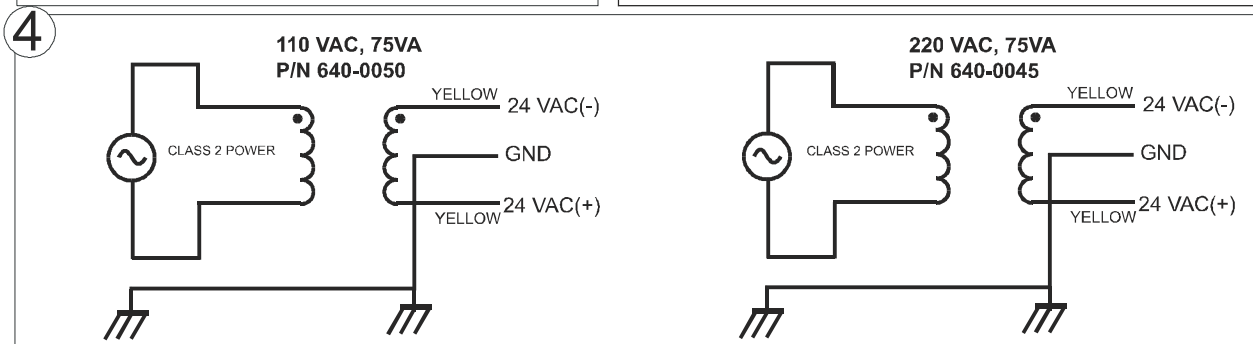 4
110 VAC, 75VA
P/N 640-0050
YELLOW
24 VAC(-)
CLASS 2 POWER
GND
24 VAC(+)
YELLOW
220 VAC, 75VA
P/N 640-0045
YELLOW
24 VAC(-)
CLASS 2 POWER
GND
24 VAC(+)
YELLOW